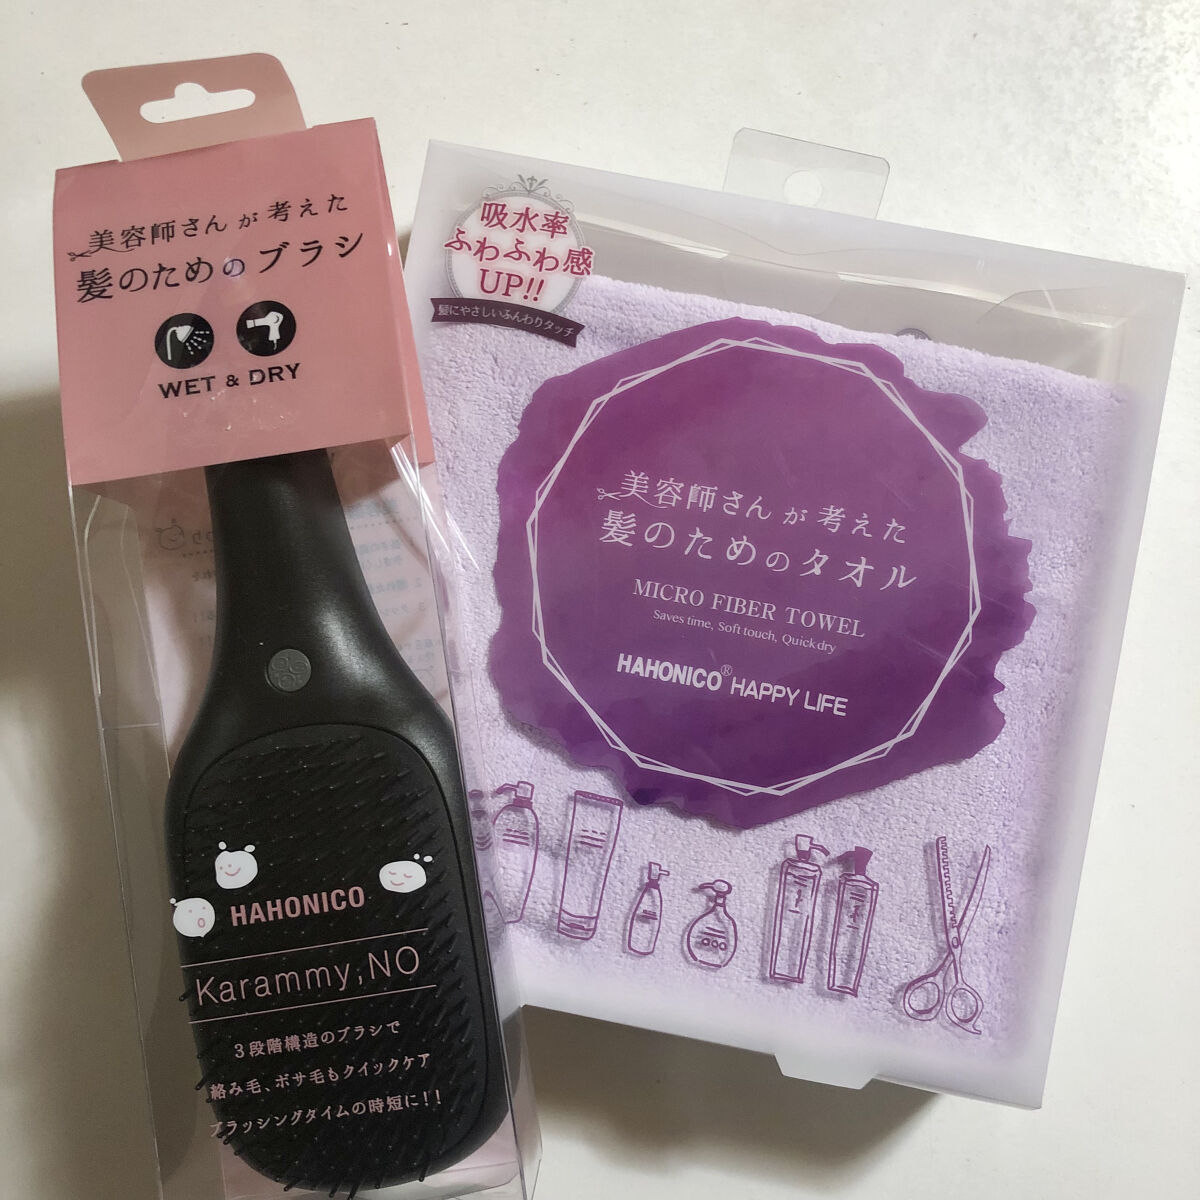 美容師さんが考えた
髪のためのブラシ
WET & DRY
HAHONICO
Karammy,NO
3段階構造のブラシで
絡み毛、ボサ毛もクイックケア
ブラッシングタイムの時短に!!
吸水率
ふわふわ感
UP!!
髪にやさしいふんわりタッチ
美容師さんが考えた
髪のためのタオル
MICRO FIBER TOWEL
Saves time, Soft touch, Quick dry
HAHONICO® HAPPY LIFE